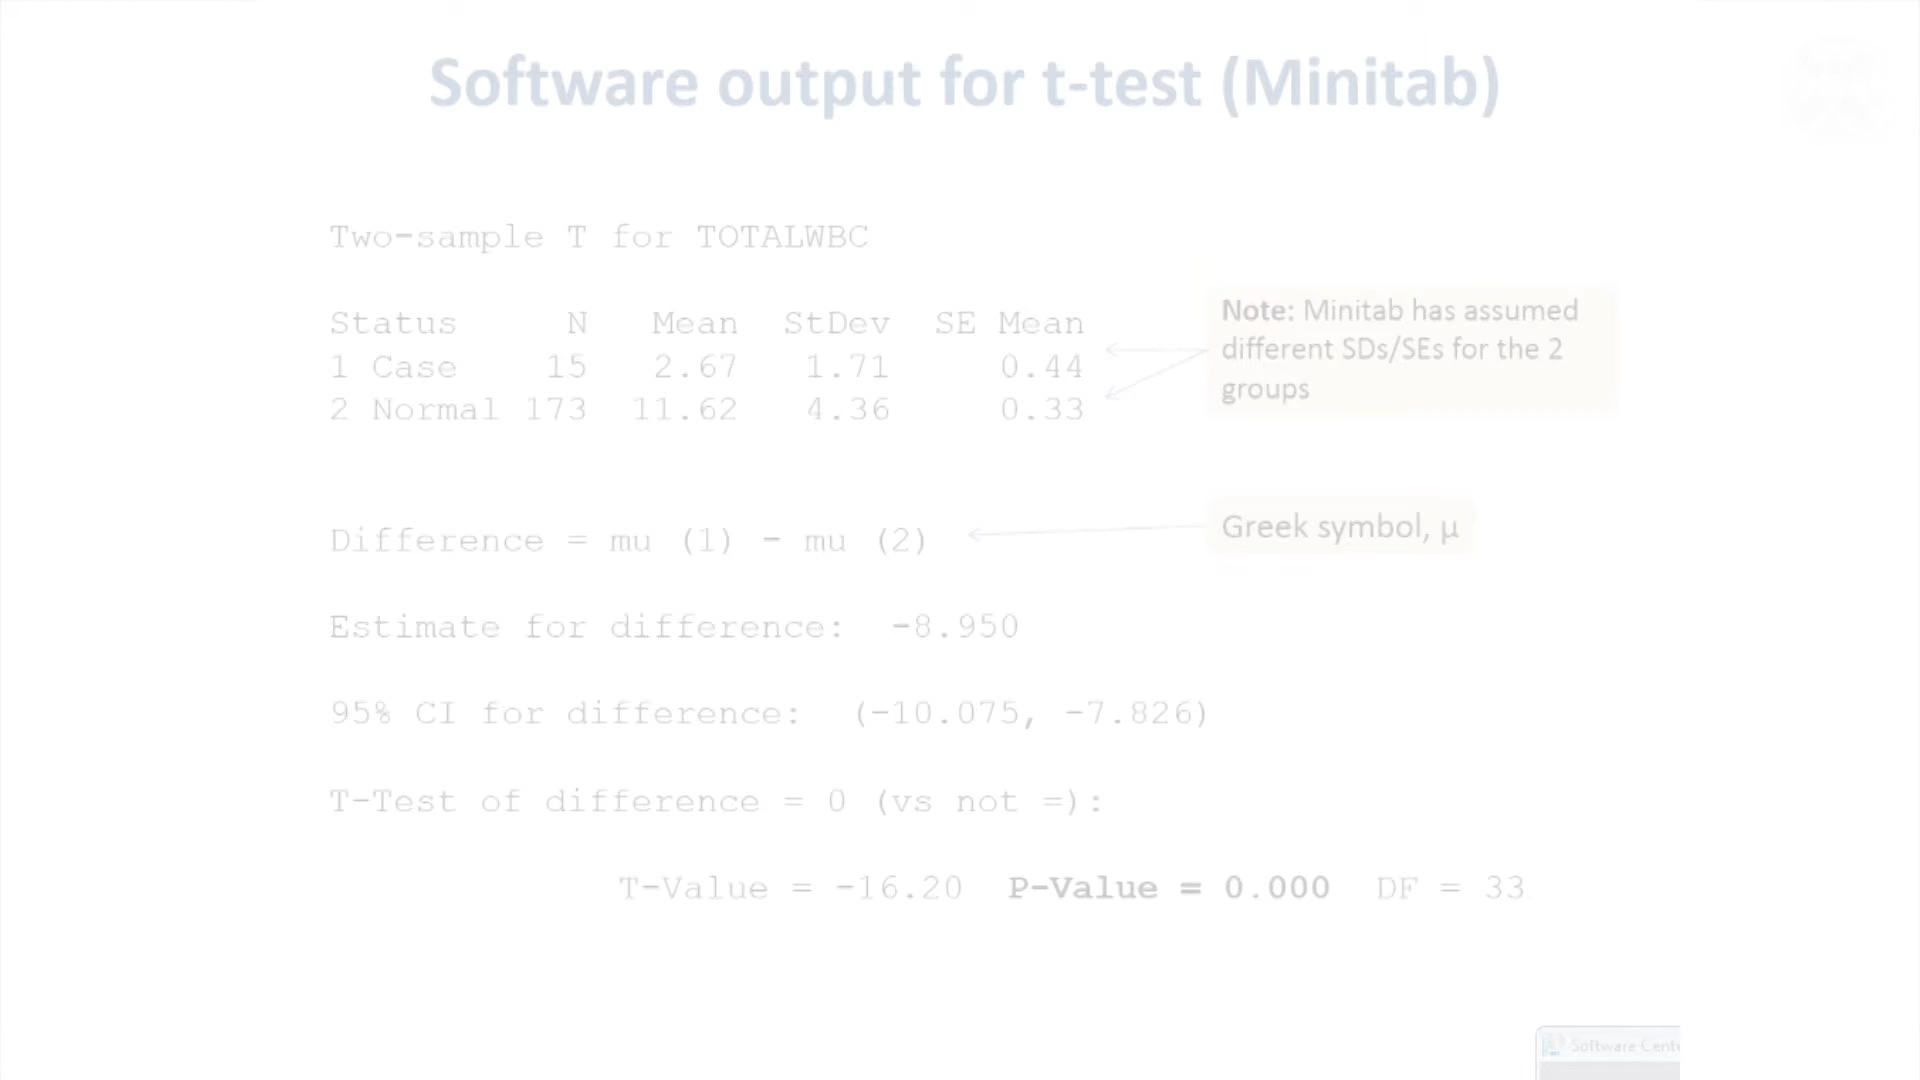 Software output for t-test (Minitab)
Two-sample T for TOTALWBC
Status N Mean StDev SE Mean
1 Case 15 2.67 1.71 0.44
2 Normal 173 11.62 4.36 0.33
Note: Minitab has assumed
different SDs/SEs for the 2
groups
Difference = mu (1) - mu (2)
Greek symbol, μ
Estimate for difference: -8.950
95% CI for difference: (-10.075, -7.826)
T-Test of difference = 0 (vs not =):
T-Value = -16.20 P-Value = 0.000 DF = 33
Software Cent